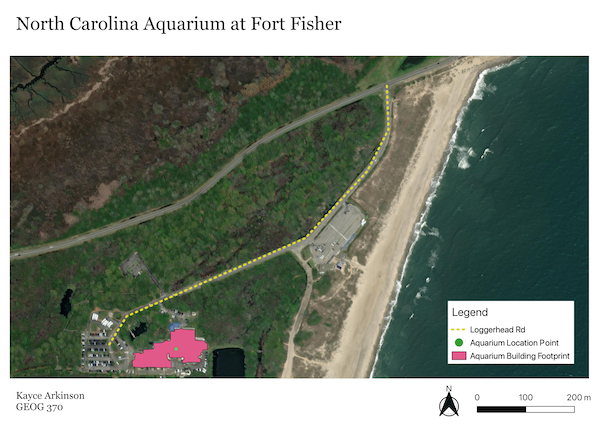 North Carolina Aquarium at Fort Fisher
Legend
Loggerhead Rd
Aquarium Location Point
Aquarium Building Footprint
Kayce Arkinson
GEOG 370
N
0 100 200 m